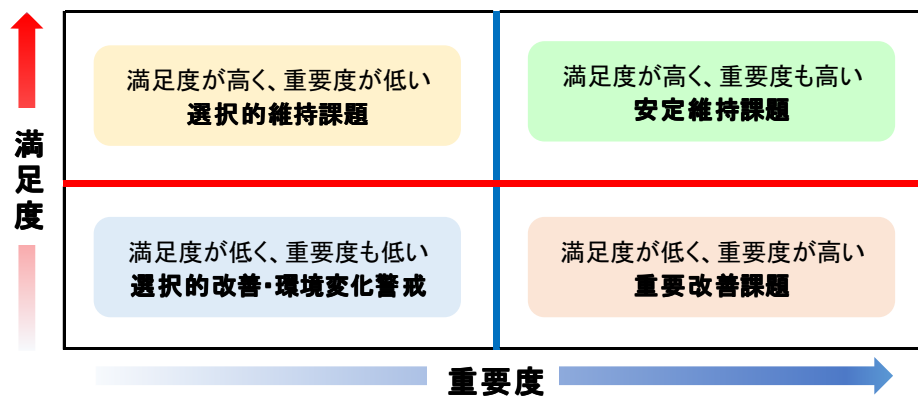 満足度
満足度が高く、重要度が低い
選択的維持課題
満足度が高く、重要度も高い
安定維持課題
満足度が低く、重要度も低い
選択的改善・環境変化警戒
満足度が低く、重要度が高い
重要改善課題
重要度